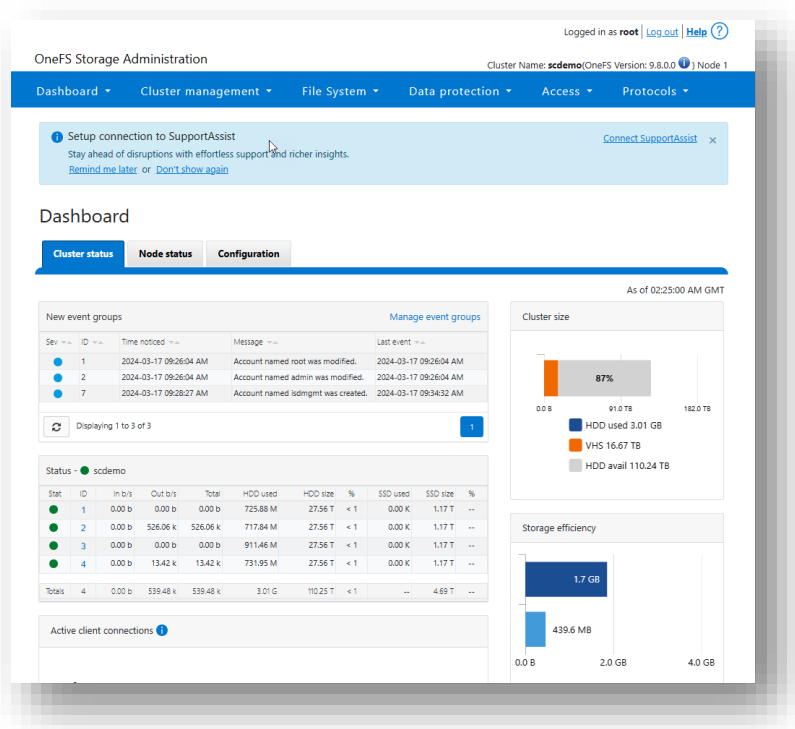 Logged in as root | Log out | Help ?
OneFS Storage Administration
Cluster Name: scdemo(OneFS Version: 9.8.0.0 i ) Node 1
Dashboard Cluster management File System Data protection Access Protocols
i Setup connection to SupportAssist Connect SupportAssist ×
Stay ahead of disruptions with effortless support and richer insights.
Remind me later or Don't show again
Dashboard
Cluster status Node status Configuration
As of 02:25:00 AM GMT
New event groups Manage event groups
Sev ID Time noticed Message Last event
1 2024-03-17 09:26:04 AM Account named root was modified. 2024-03-17 09:26:04 AM
2 2024-03-17 09:26:04 AM Account named admin was modified. 2024-03-17 09:26:04 AM
7 2024-03-17 09:28:27 AM Account named isdmgmt was created. 2024-03-17 09:34:32 AM
Displaying 1 to 3 of 3 1
Status - scdemo
Stat ID In b/s Out b/s Total HDD used HDD size % SSD used SSD size %
1 0.00 b 0.00 b 0.00 b 725.88 M 27.56 T < 1 0.00 K 1.17 T --
2 0.00 b 526.06 k 526.06 k 717.84 M 27.56 T < 1 0.00 K 1.17 T --
3 0.00 b 0.00 b 0.00 b 911.46 M 27.56 T < 1 0.00 K 1.17 T --
4 0.00 b 13.42 k 13.42 k 731.95 M 27.56 T < 1 0.00 K 1.17 T --
Totals 4 0.00 b 539.48 k 539.48 k 3.01 G 110.25 T < 1 -- 4.69 T --
Active client connections i
Cluster size
87%
0.0 B 91.0 TB 182.0 TB
HDD used 3.01 GB
VHS 16.67 TB
HDD avail 110.24 TB
Storage efficiency
1.7 GB
439.6 MB
0.0 B 2.0 GB 4.0 GB